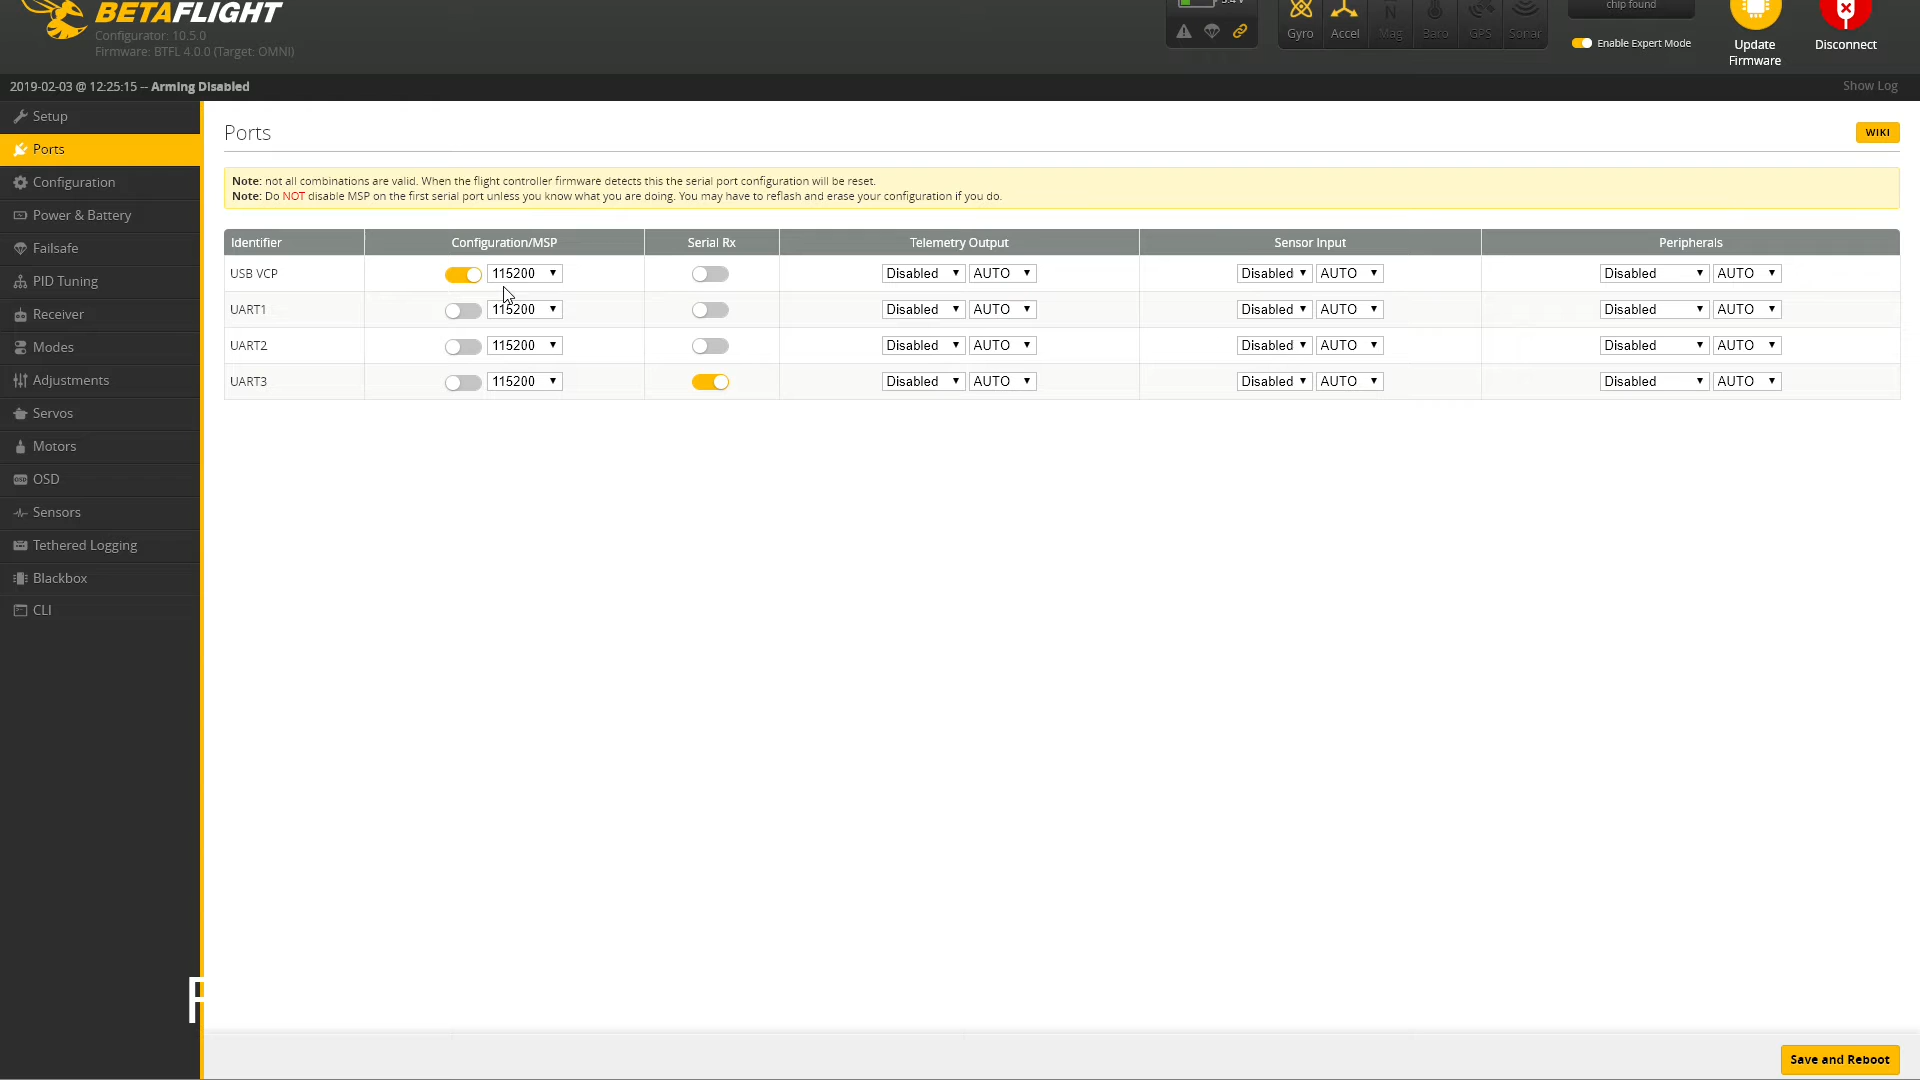 BETAFLIGHT
Configurator: 10.5.0
Firmware: BTFL 4.0.0 (Target: OMNI)
Gyro Accel Mag Baro GPS Sonar
chip found
Enable Expert Mode
Update
Firmware
Disconnect
2019-02-03 @ 12:25:15 -- Arming Disabled
Show Log
Setup
Ports
Configuration
Power & Battery
Failsafe
PID Tuning
Receiver
Modes
Adjustments
Servos
Motors
OSD
Sensors
Tethered Logging
Blackbox
CLI
Ports
WIKI
Note: not all combinations are valid. When the flight controller firmware detects this the serial port configuration will be reset.
Note: Do NOT disable MSP on the first serial port unless you know what you are doing. You may have to reflash and erase your configuration if you do.
Identifier Configuration/MSP Serial Rx Telemetry Output Sensor Input Peripherals
USB VCP 115200 Disabled AUTO Disabled AUTO Disabled AUTO
UART1 115200 Disabled AUTO Disabled AUTO Disabled AUTO
UART2 115200 Disabled AUTO Disabled AUTO Disabled AUTO
UART3 115200 Disabled AUTO Disabled AUTO Disabled AUTO
Save and Reboot